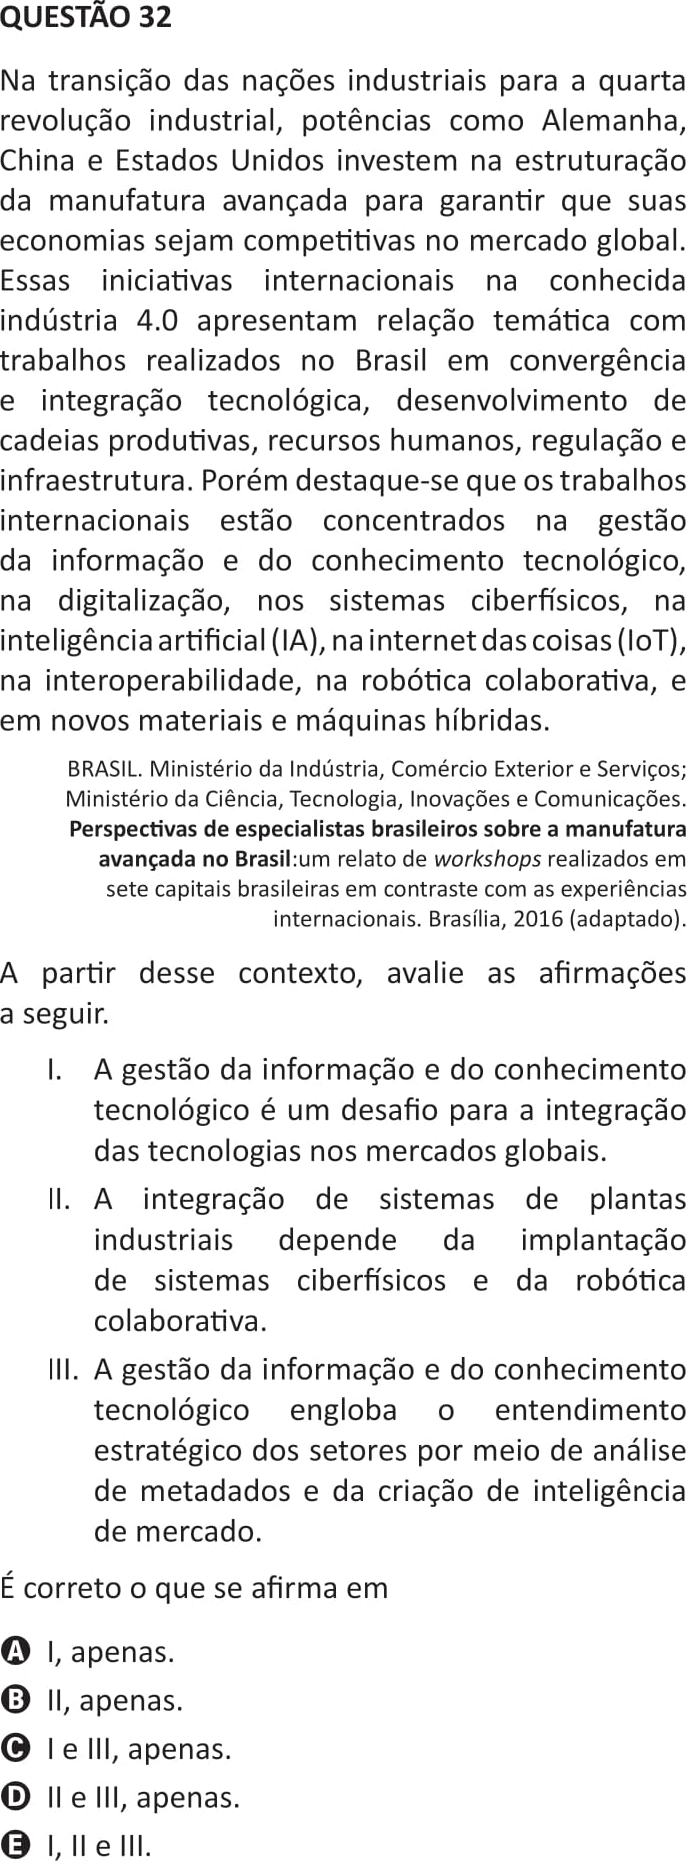 QUESTÃO 32
Na transição das nações industriais para a quarta
revolução industrial, potências como Alemanha,
China e Estados Unidos investem na estruturação
da manufatura avançada para garantir que suas
economias sejam competitivas no mercado global.
Essas iniciativas internacionais na conhecida
indústria 4.0 apresentam relação temática com
trabalhos realizados no Brasil em convergência
e integração tecnológica, desenvolvimento de
cadeias produtivas, recursos humanos, regulação e
infraestrutura. Porém destaque-se que os trabalhos
internacionais estão concentrados na gestão
da informação e do conhecimento tecnológico,
na digitalização, nos sistemas ciberfísicos, na
inteligência artificial (IA), na internet das coisas (IoT),
na interoperabilidade, na robótica colaborativa, e
em novos materiais e máquinas híbridas.
BRASIL. Ministério da Indústria, Comércio Exterior e Serviços;
Ministério da Ciência, Tecnologia, Inovações e Comunicações.
Perspectivas de especialistas brasileiros sobre a manufatura
avançada no Brasil:um relato de workshops realizados em
sete capitais brasileiras em contraste com as experiências
internacionais. Brasília, 2016 (adaptado).
A partir desse contexto, avalie as afirmações
a seguir.
I. A gestão da informação e do conhecimento
tecnológico é um desafio para a integração
das tecnologias nos mercados globais.
II. A integração de sistemas de plantas
industriais depende da implantação
de sistemas ciberfísicos e da robótica
colaborativa.
III. A gestão da informação e do conhecimento
tecnológico engloba o entendimento
estratégico dos setores por meio de análise
de metadados e da criação de inteligência
de mercado.
É correto o que se afirma em
A I, apenas.
B II, apenas.
C I e III, apenas.
D II e III, apenas.
E I, II e III.